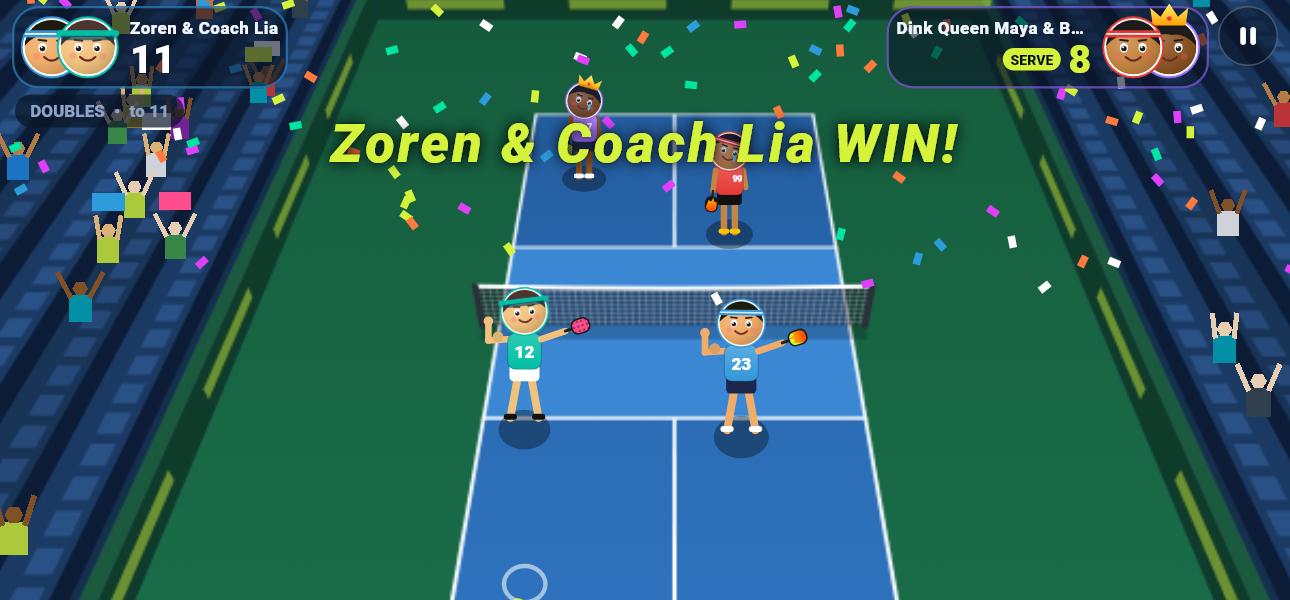 Zoren & Coach Lia
11
DOUBLES • to 11
Dink Queen Maya & B...
SERVE 8
Zoren & Coach Lia WIN!
99
12
23